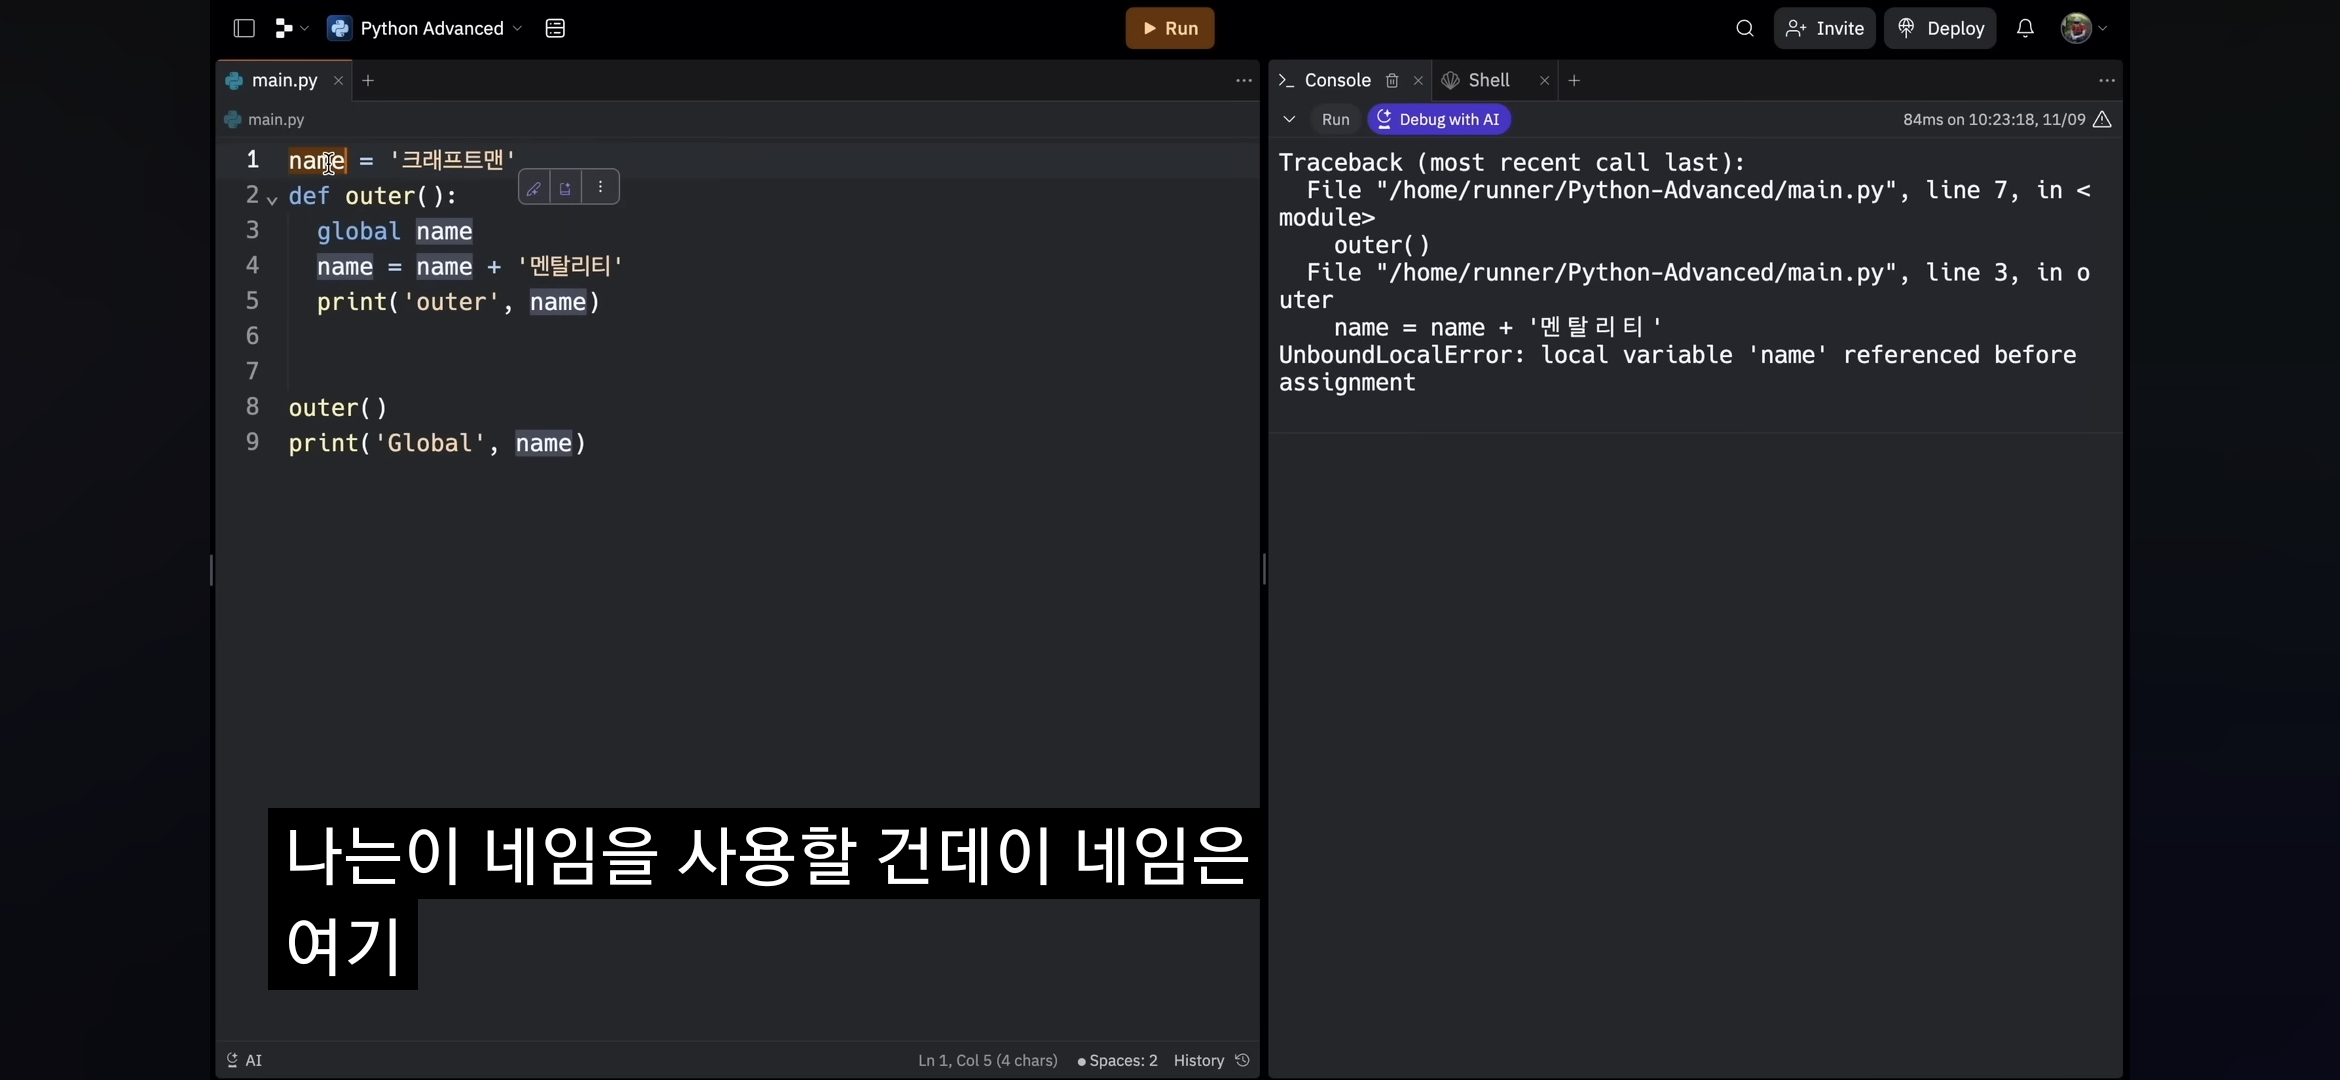 Python Advanced
Run
Invite
Deploy
main.py
main.py
1 name = '크래프트맨'
2 def outer():
3 global name
4 name = name + '멘탈리티'
5 print('outer', name)
6
7
8 outer()
9 print('Global', name)
나는이 네임을 사용할 건데이 네임은
여기
AI
Ln 1, Col 5 (4 chars)
Spaces: 2
History
Console
Shell
Run
Debug with AI
84ms on 10:23:18, 11/09
Traceback (most recent call last):
File "/home/runner/Python-Advanced/main.py", line 7, in <
module>
outer()
File "/home/runner/Python-Advanced/main.py", line 3, in o
uter
name = name + '멘탈리티'
UnboundLocalError: local variable 'name' referenced before
assignment